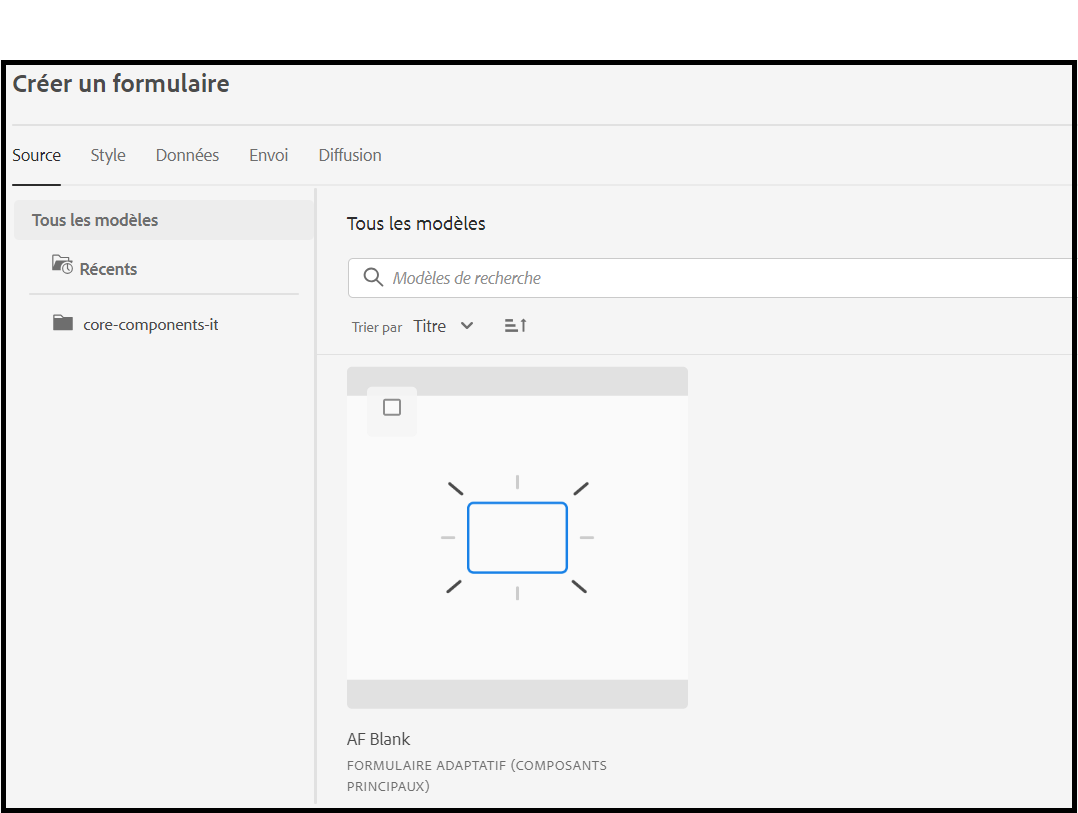 Créer un formulaire
Source Style Données Envoi Diffusion
Tous les modèles
Récents
core-components-it
Tous les modèles
Modèles de recherche
Trier par Titre
AF Blank
FORMULAIRE ADAPTATIF (COMPOSANTS
PRINCIPAUX)